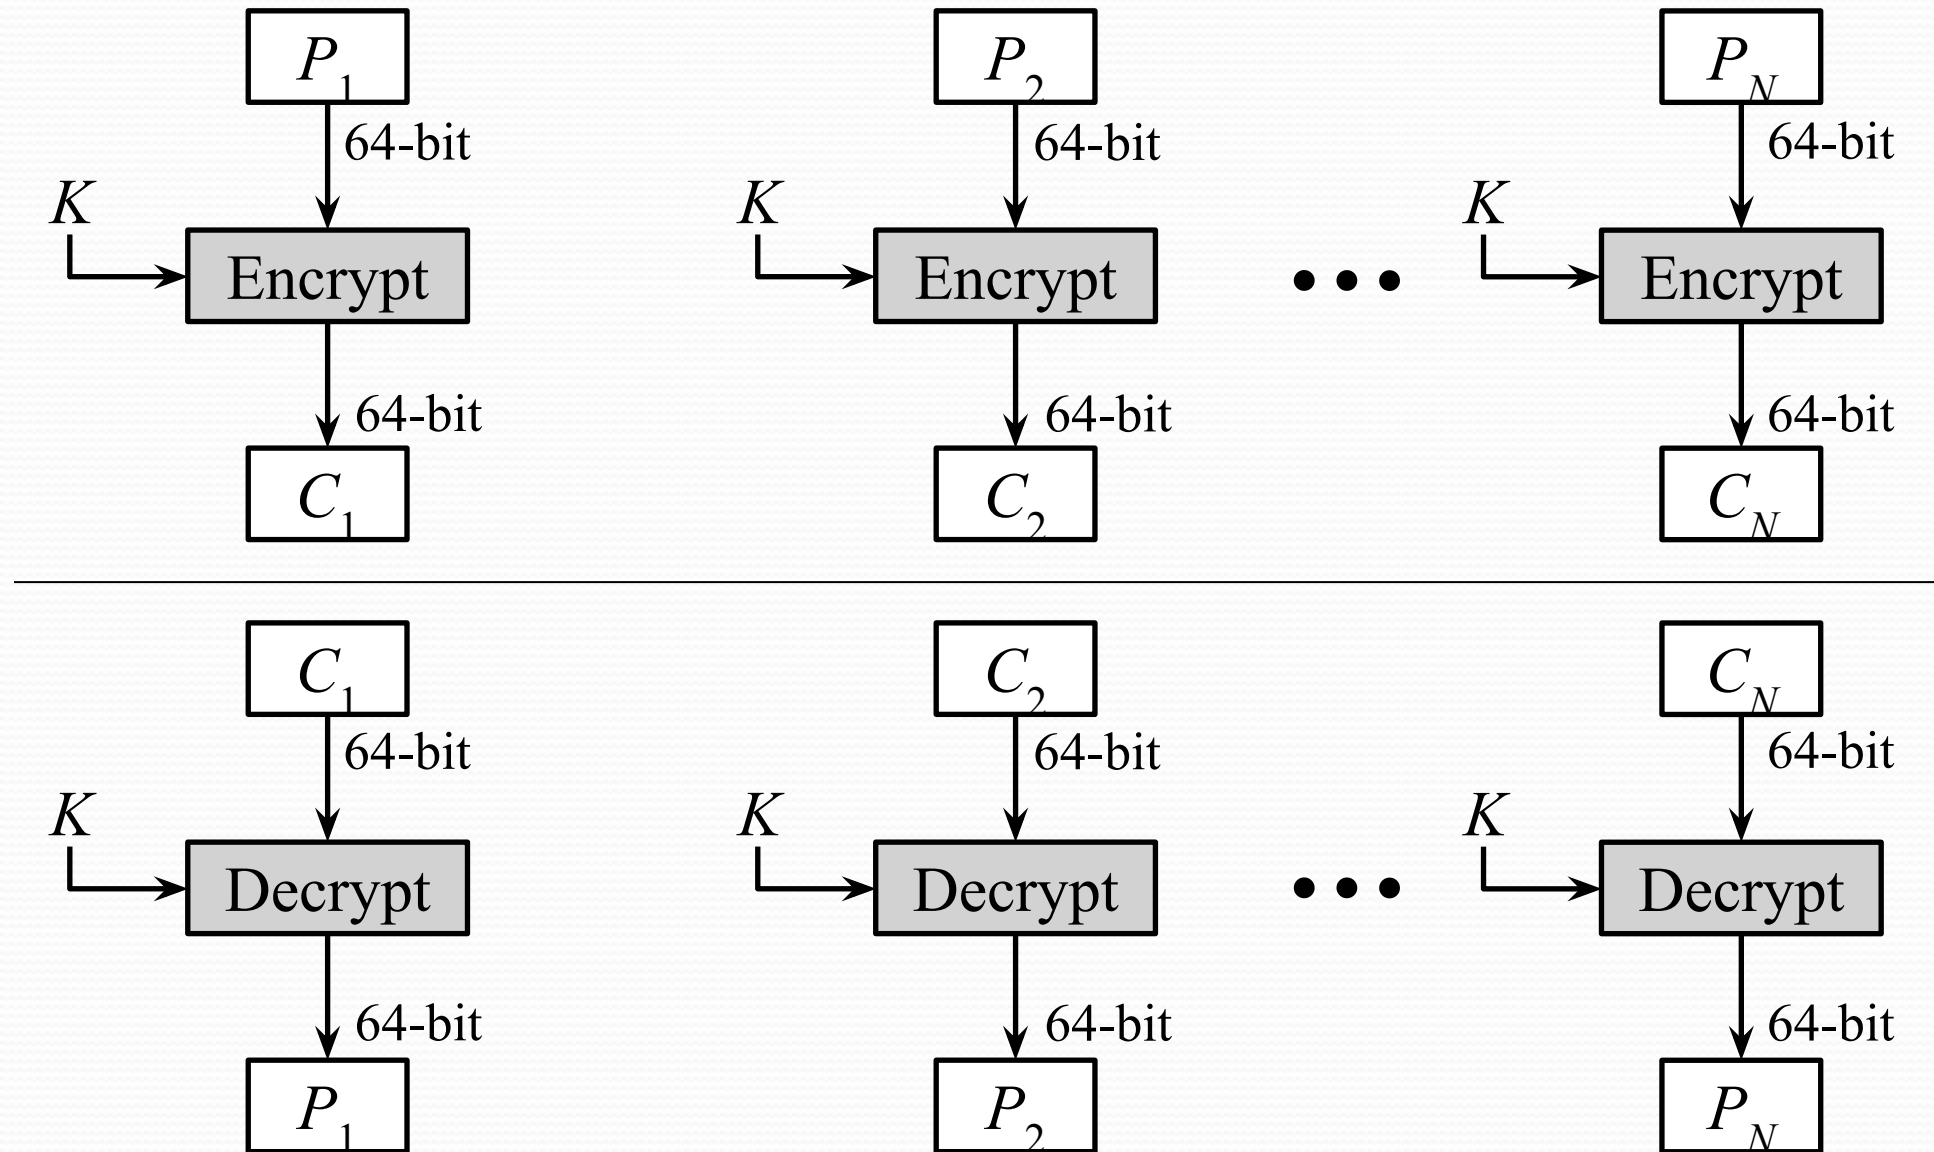 P1 P2 PN
64-bit 64-bit 64-bit
K K K
Encrypt Encrypt ••• Encrypt
64-bit 64-bit 64-bit
C1 C2 CN
C1 C2 CN
64-bit 64-bit 64-bit
K K K
Decrypt Decrypt ••• Decrypt
64-bit 64-bit 64-bit
P1 P2 PN